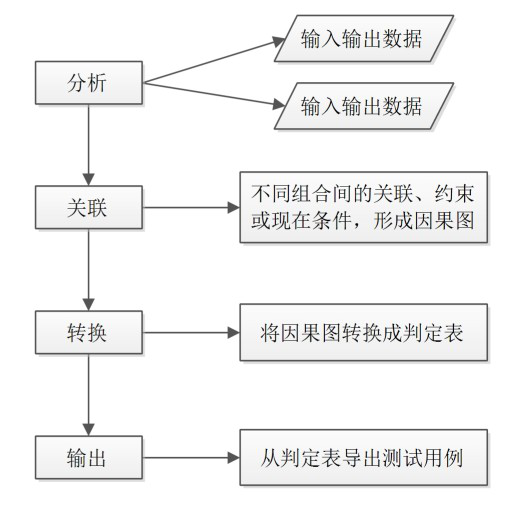 输入输出数据
分析
输入输出数据
关联
不同组合间的关联、约束
或现在条件，形成因果图
转换
将因果图转换成判定表
输出
从判定表导出测试用例